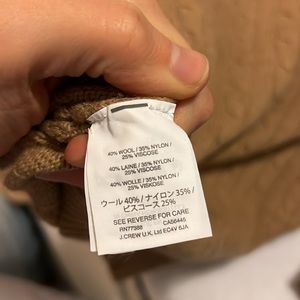 40% WOOL / 35% NYLON /
25% VISCOSE
40% LAINE / 35% NYLON /
25% VISCOSE
40% WOLLE / 35% NYLON /
25% VISKOSE
ウール 40% / ナイロン 35% /
ビスコース 25%
SEE REVERSE FOR CARE
RN77388 CA56445
J.CREW U.K. Ltd EC4V 6JA